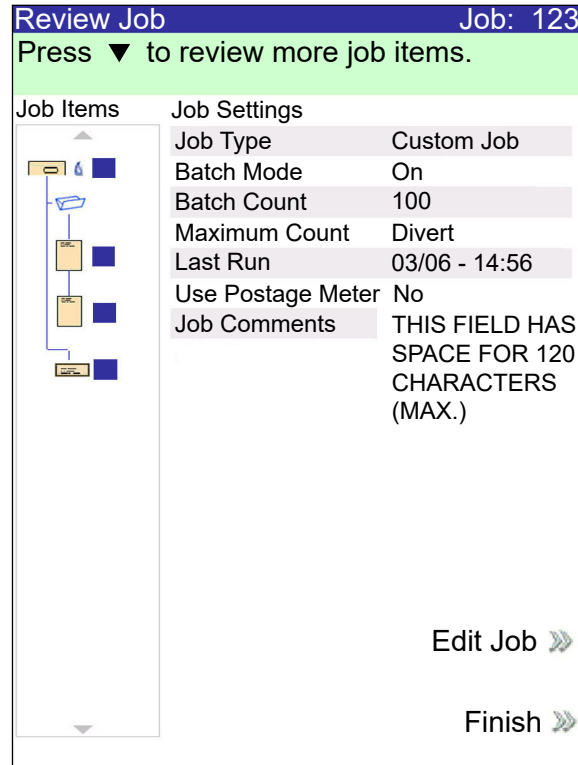 Review Job Job: 123
Press ▼ to review more job items.
Job Items Job Settings
Job Type Custom Job
Batch Mode On
Batch Count 100
Maximum Count Divert
Last Run 03/06 - 14:56
Use Postage Meter No
Job Comments THIS FIELD HAS
SPACE FOR 120
CHARACTERS
(MAX.)
Edit Job
Finish